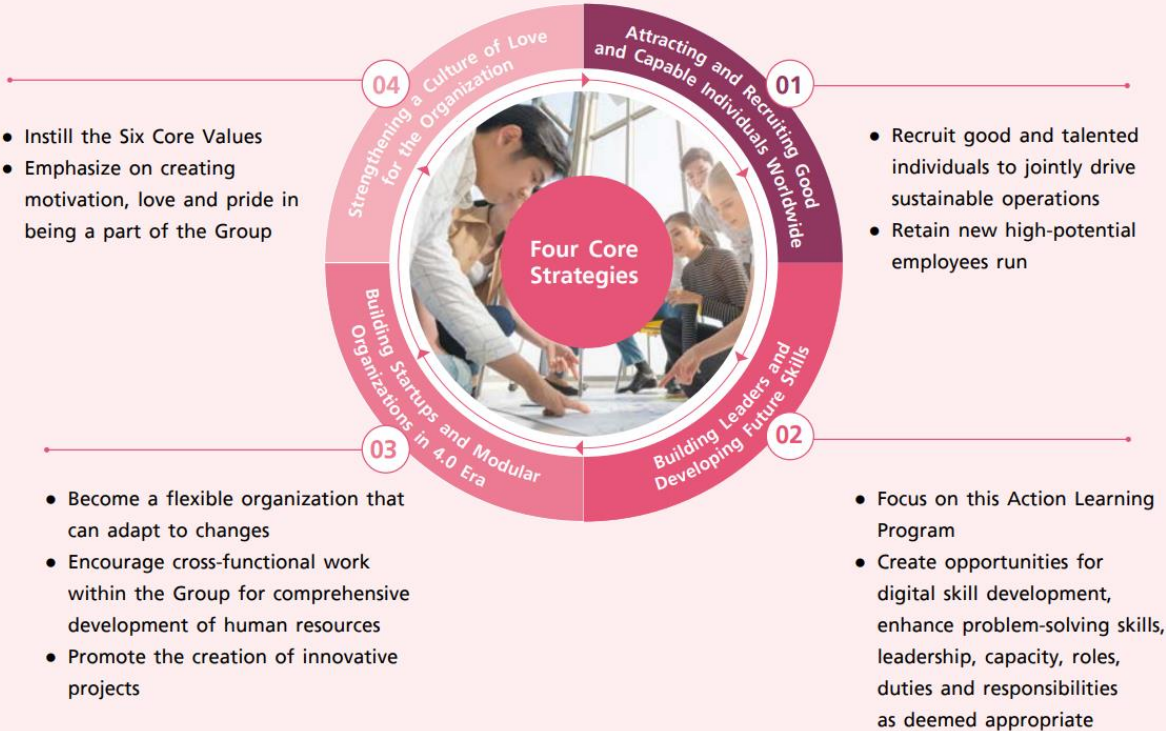 Four Core
Strategies
01
Attracting and Recruiting Good
and Capable Individuals Worldwide
● Recruit good and talented
individuals to jointly drive
sustainable operations
● Retain new high-potential
employees run
02
Building Leaders and
Developing Future Skills
● Focus on this Action Learning
Program
● Create opportunities for
digital skill development,
enhance problem-solving skills,
leadership, capacity, roles,
duties and responsibilities
as deemed appropriate
03
Building Startups and Modular
Organizations in 4.0 Era
● Become a flexible organization that
can adapt to changes
● Encourage cross-functional work
within the Group for comprehensive
development of human resources
● Promote the creation of innovative
projects
04
Strengthening a Culture of Love
for the Organization
● Instill the Six Core Values
● Emphasize on creating
motivation, love and pride in
being a part of the Group